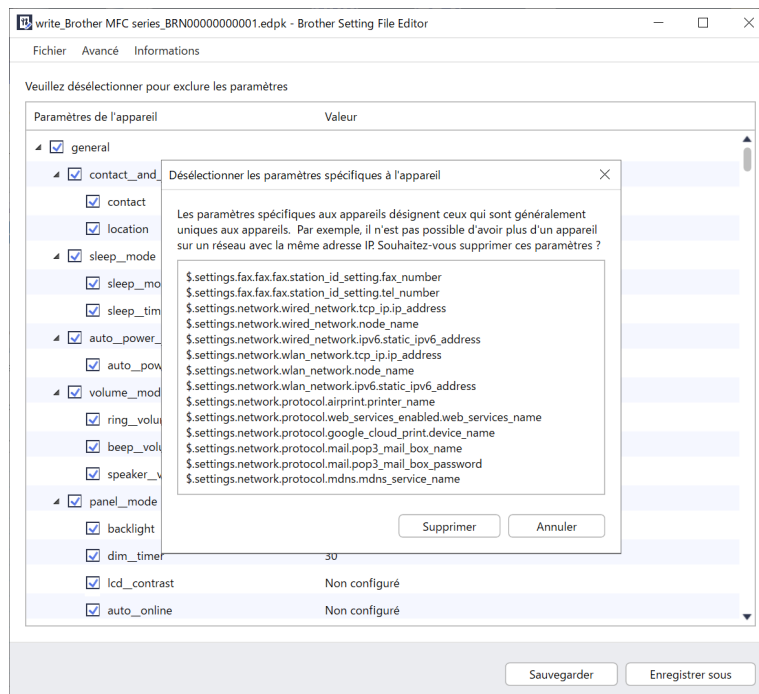 write_Brother MFC series_BRN00000000001.edpk - Brother Setting File Editor
Fichier Avancé Informations
Veuillez désélectionner pour exclure les paramètres
Paramètres de l'appareil Valeur
general
contact__and_
contact
location
sleep__mode
sleep__mo
sleep__tim
auto__power_
auto__pow
volume__mod
ring__volu
beep__volu
speaker__v
panel__mode
backlight
dim__timer 30
lcd__contrast Non configuré
auto__online Non configuré
Désélectionner les paramètres spécifiques à l'appareil
Les paramètres spécifiques aux appareils désignent ceux qui sont généralement
uniques aux appareils. Par exemple, il n'est pas possible d'avoir plus d'un appareil
sur un réseau avec la même adresse IP. Souhaitez-vous supprimer ces paramètres ?
$.settings.fax.fax.fax.station_id_setting.fax_number
$.settings.fax.fax.fax.station_id_setting.tel_number
$.settings.network.wired_network.tcp_ip.ip_address
$.settings.network.wired_network.node_name
$.settings.network.wired_network.ipv6.static_ipv6_address
$.settings.network.wlan_network.tcp_ip.ip_address
$.settings.network.wlan_network.node_name
$.settings.network.wlan_network.ipv6.static_ipv6_address
$.settings.network.protocol.airprint.printer_name
$.settings.network.protocol.web_services_enabled.web_services_name
$.settings.network.protocol.google_cloud_print.device_name
$.settings.network.protocol.mail.pop3_mail_box_name
$.settings.network.protocol.mail.pop3_mail_box_password
$.settings.network.protocol.mdns.mdns_service_name
Supprimer Annuler
Sauvegarder Enregistrer sous